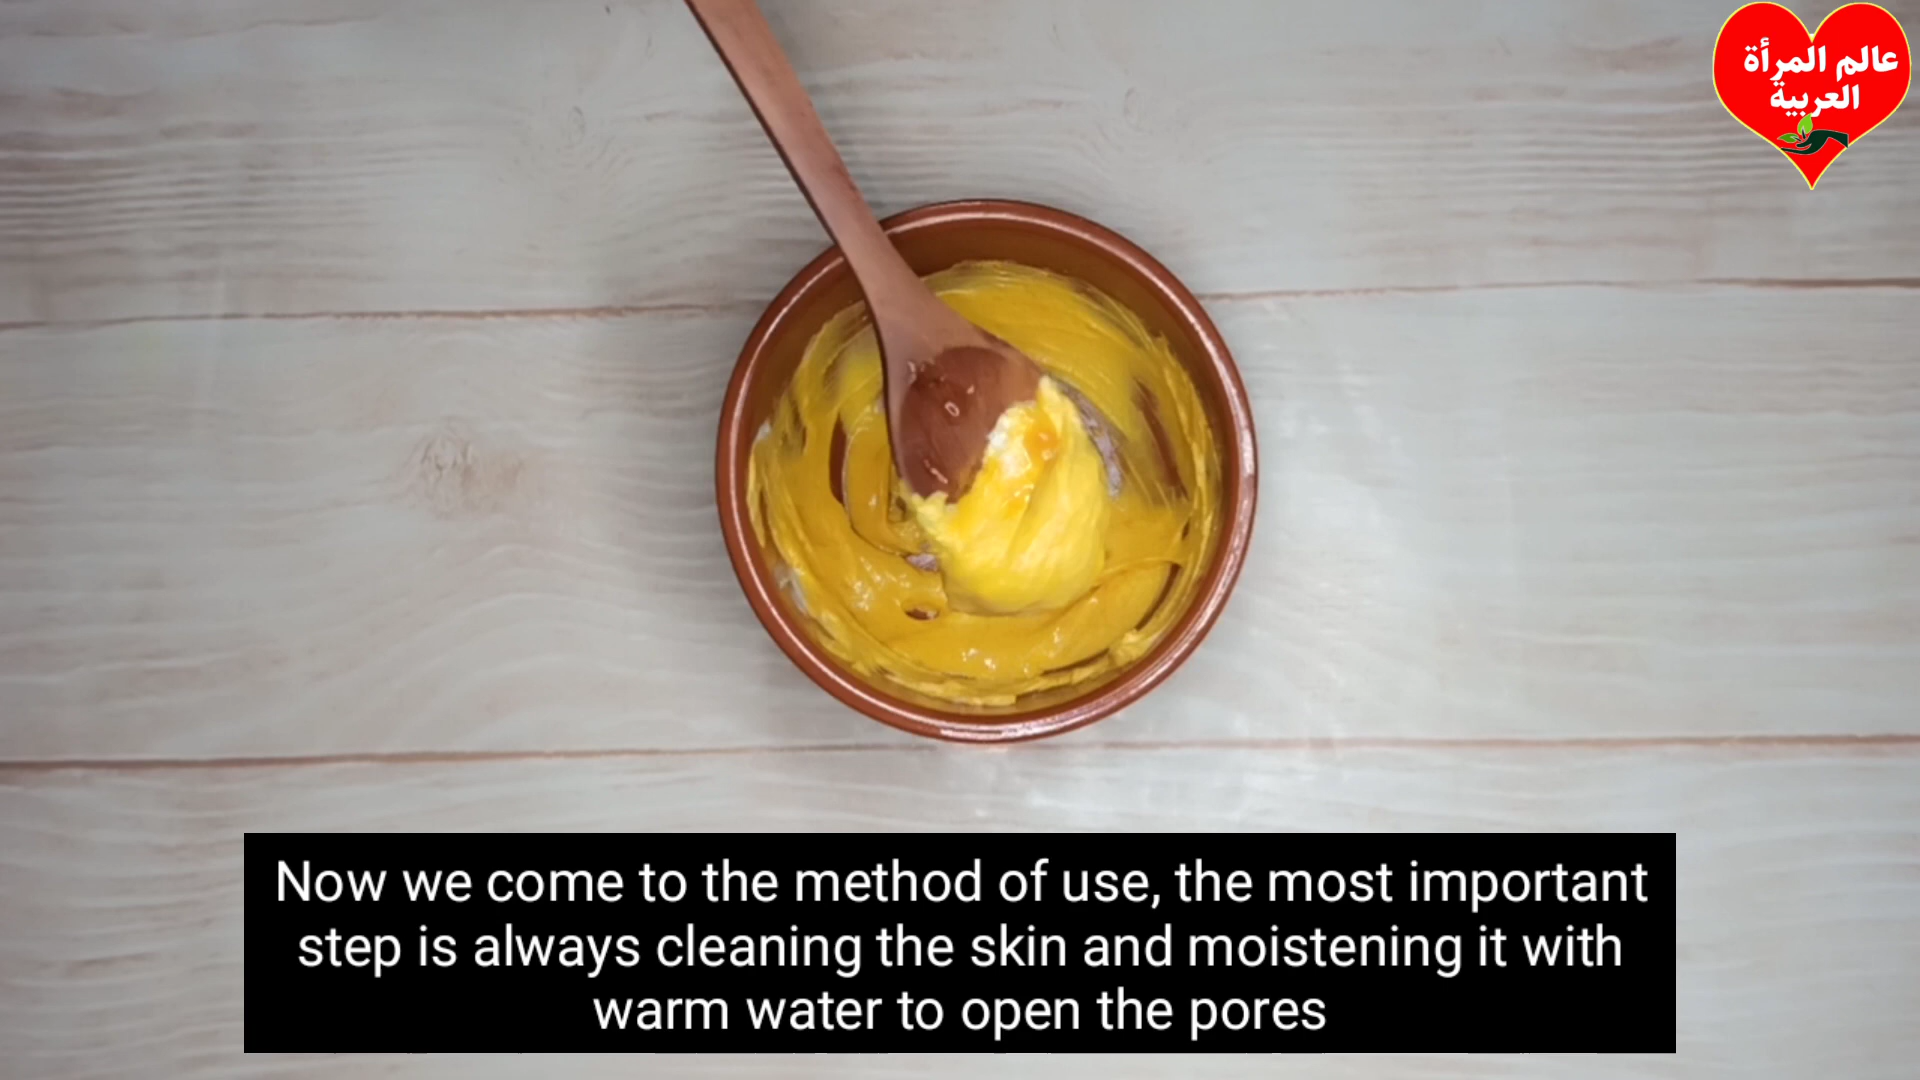 عالم المرأة
العربية
Now we come to the method of use, the most important
step is always cleaning the skin and moistening it with
warm water to open the pores